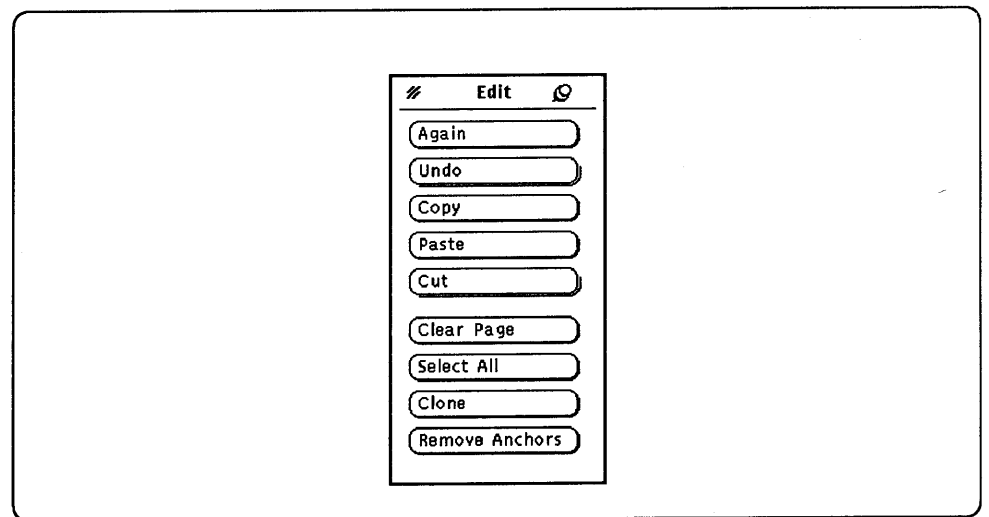 Edit
Again
Undo
Copy
Paste
Cut
Clear Page
Select All
Clone
Remove Anchors